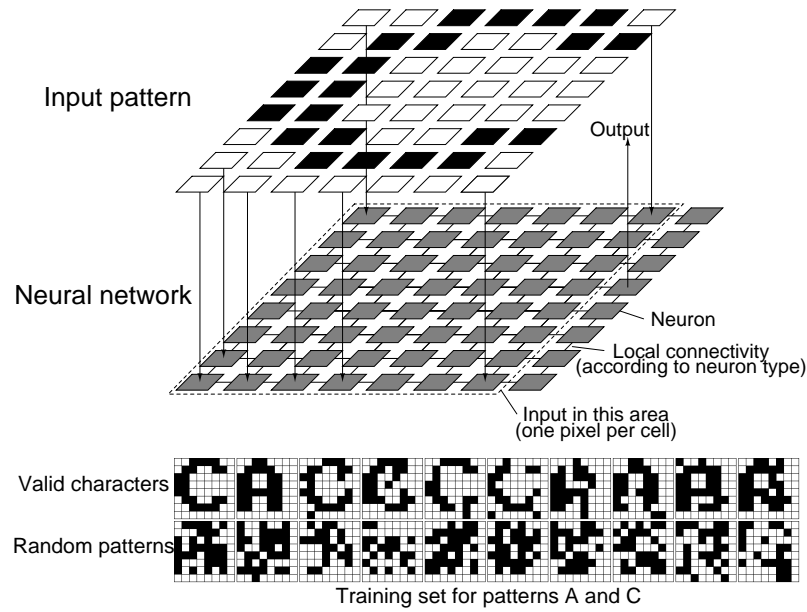 Input pattern
Output
Neural network
Neuron
Local connectivity
(according to neuron type)
Input in this area
(one pixel per cell)
Valid characters
Random patterns
Training set for patterns A and C